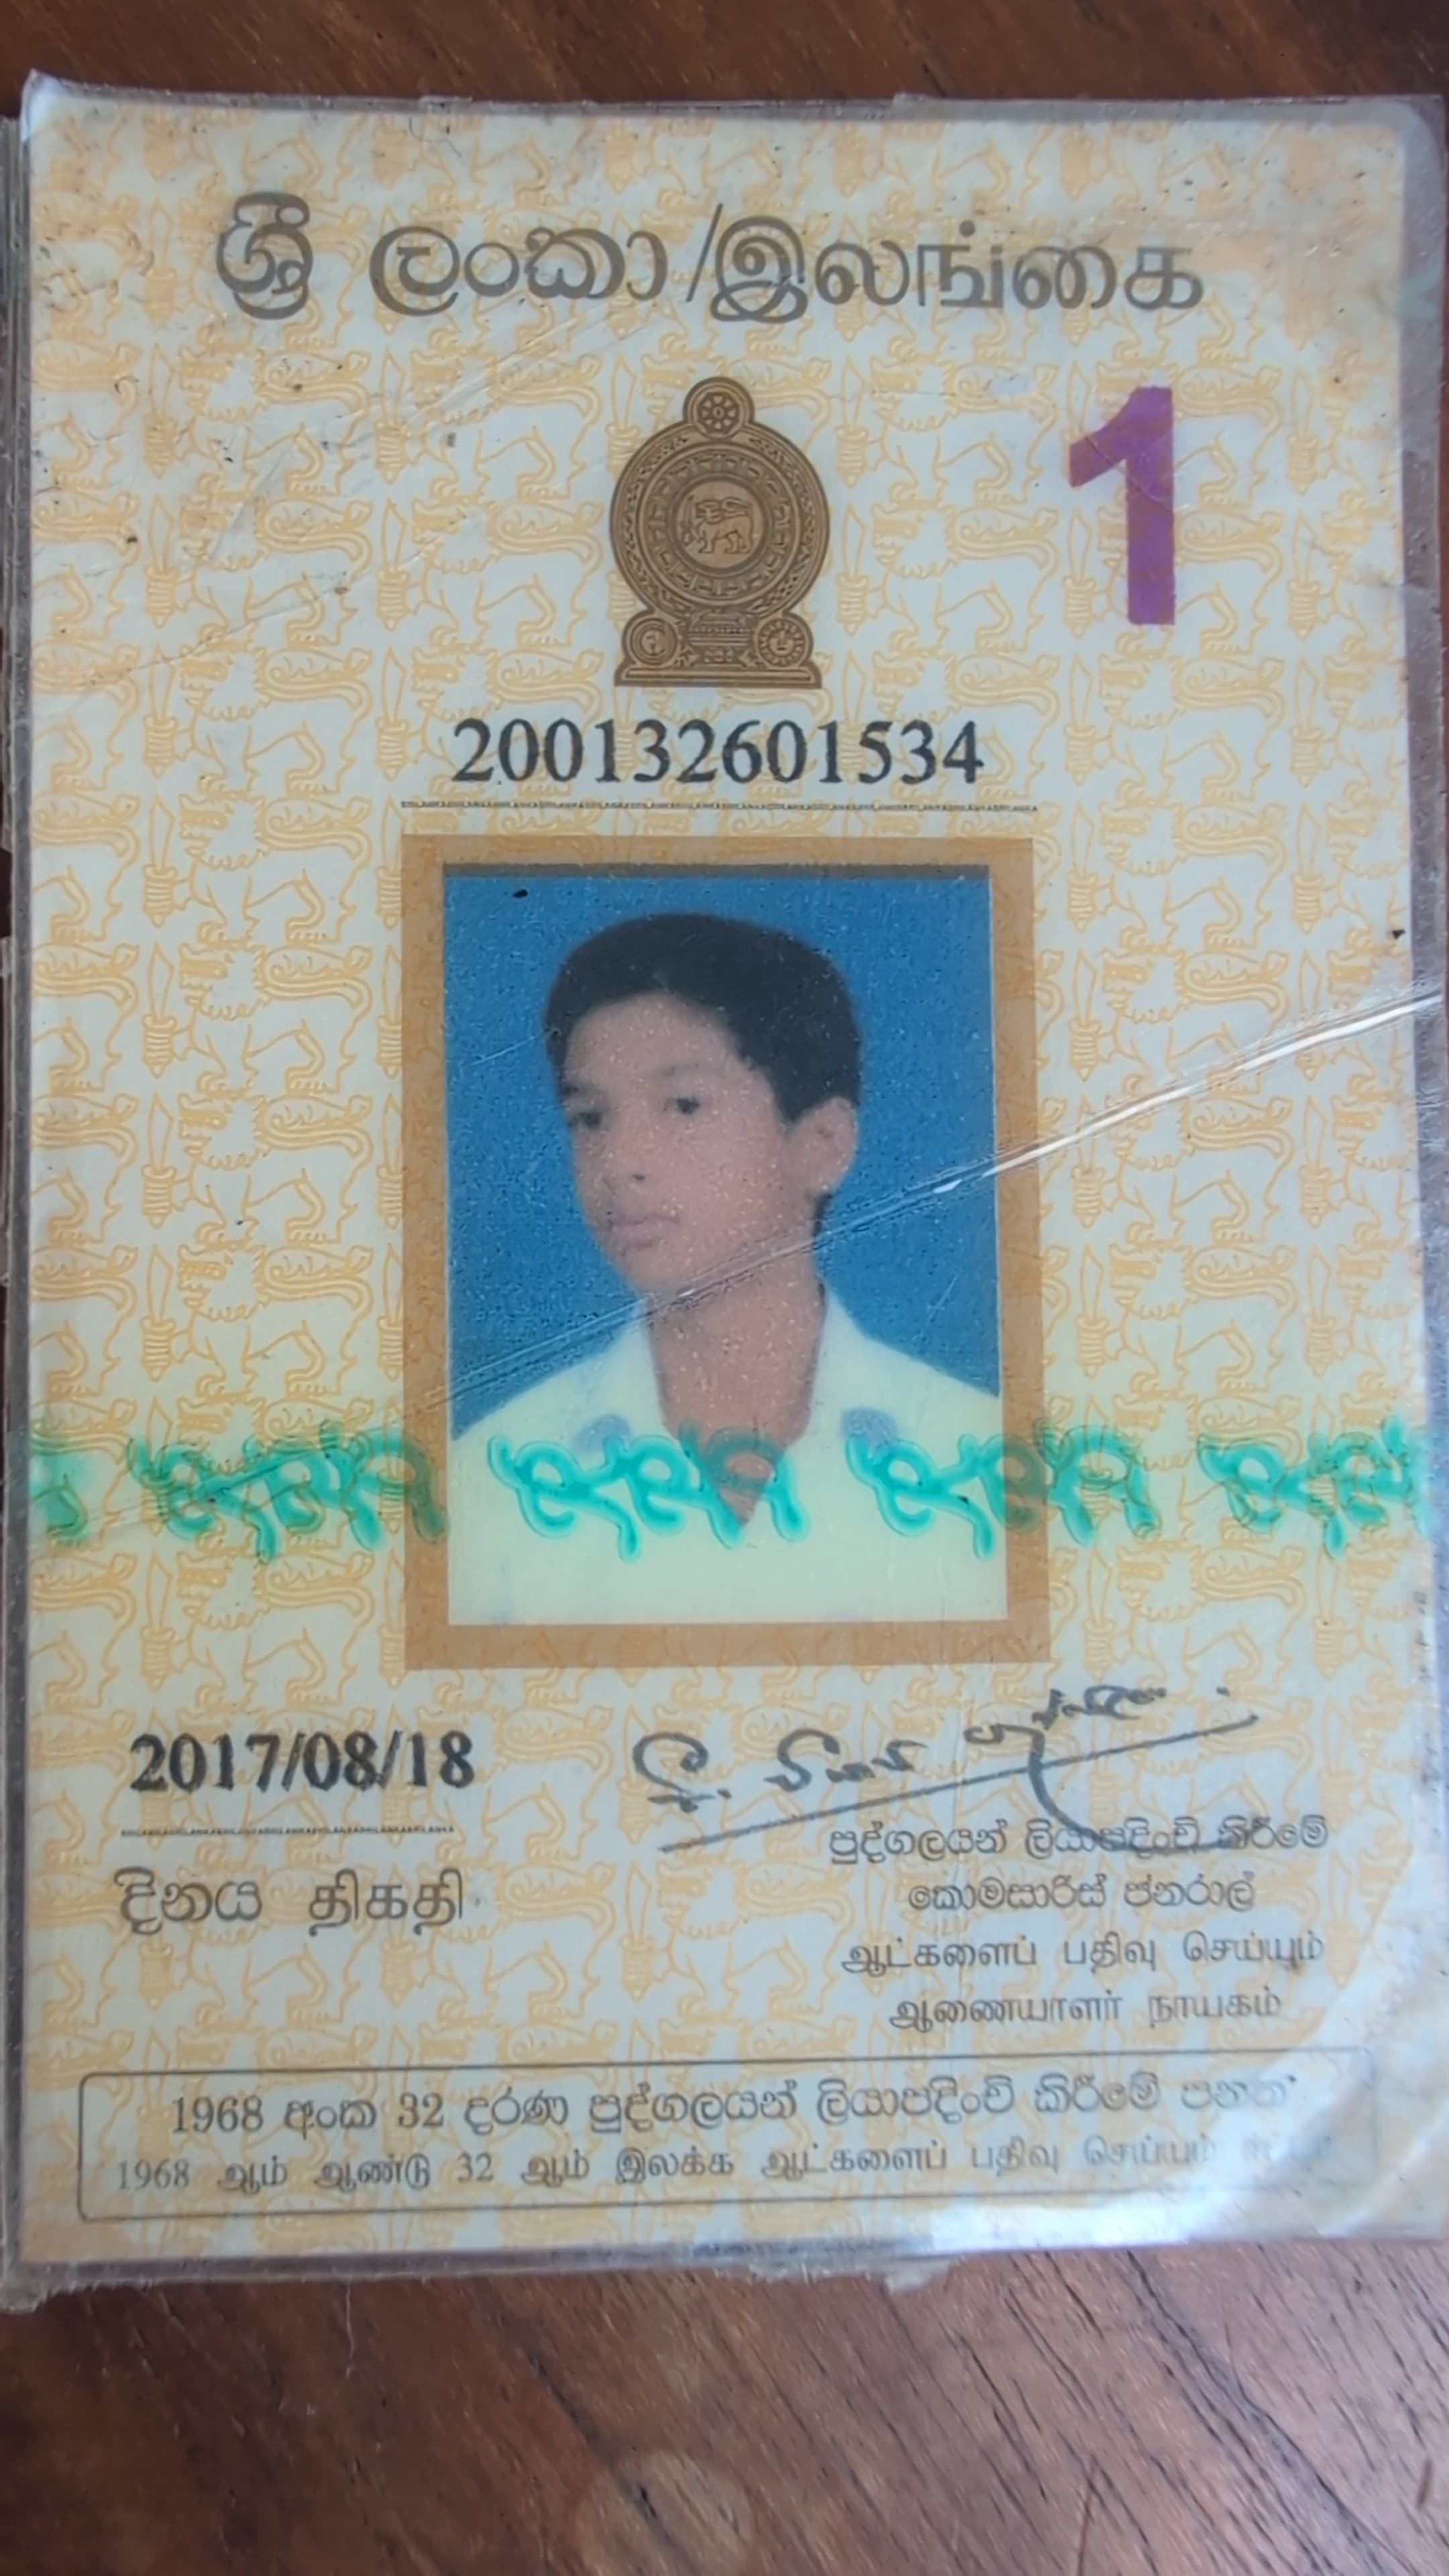 ශ්‍රී ලංකා/இலங்கை
1
200132601534
2017/08/18
දිනය திகதி
පුද්ගලයන් ලියාපදිංචි කිරීමේ
කොමසාරිස් ජනරාල්
ஆட்களைப் பதிவு செய்யும்
ஆணையாளர் நாயகம்
1968 අංක 32 දරණ පුද්ගලයන් ලියාපදිංචි කිරීමේ පනත
1968 ஆம் ஆண்டு 32 ஆம் இலக்க ஆட்களைப் பதிவு செய்யும்